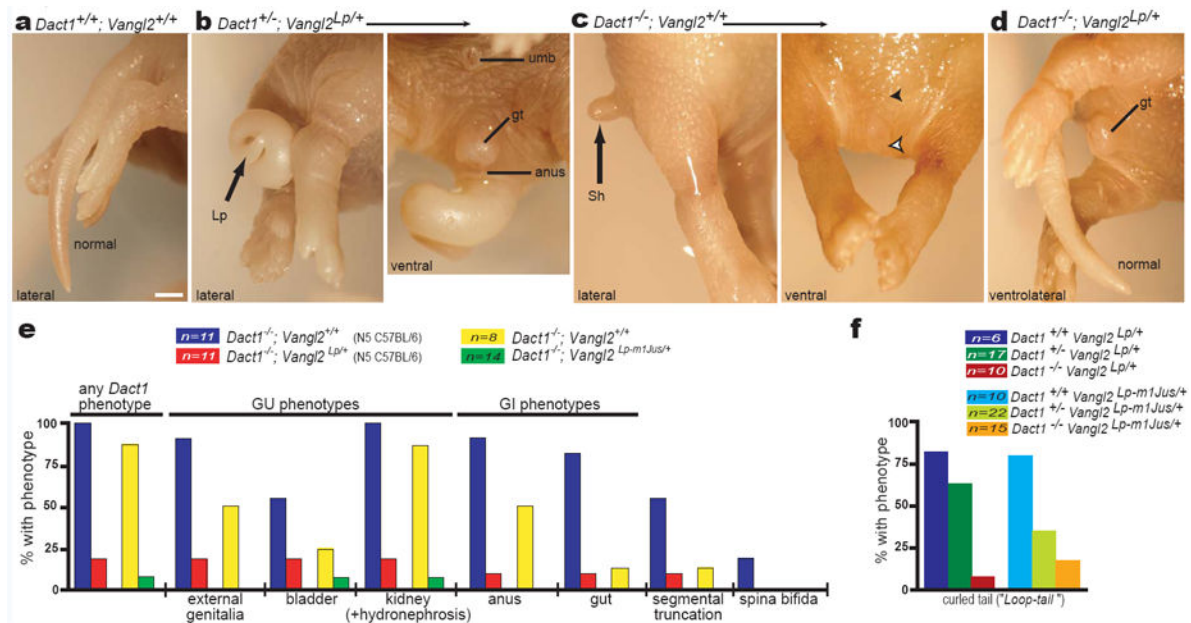 a Dact1+/+; Vangl2+/+
b Dact1+/-; Vangl2Lp/+
c Dact1-/-; Vangl2+/+
d Dact1-/-; Vangl2Lp/+
normal
lateral
Lp
lateral
umb
gt
anus
ventral
Sh
lateral
ventral
gt
normal
ventrolateral
e
n=11 Dact1-/-; Vangl2+/+ (N5 C57BL/6)
n=11 Dact1-/-; Vangl2Lp/+ (N5 C57BL/6)
n=8 Dact1-/-; Vangl2+/+
n=14 Dact1-/-; Vangl2Lp-m1Jus/+
any Dact1
phenotype
GU phenotypes
GI phenotypes
% with phenotype
100
75
50
25
0
external
genitalia
bladder
kidney
(+hydronephrosis)
anus
gut
segmental
truncation
spina bifida
f
n=6 Dact1+/+ Vangl2Lp/+
n=17 Dact1+/- Vangl2Lp/+
n=10 Dact1-/- Vangl2Lp/+
n=10 Dact1+/+ Vangl2Lp-m1Jus/+
n=22 Dact1+/- Vangl2Lp-m1Jus/+
n=15 Dact1-/- Vangl2Lp-m1Jus/+
% with phenotype
100
75
50
25
0
curled tail ("Loop-tail")